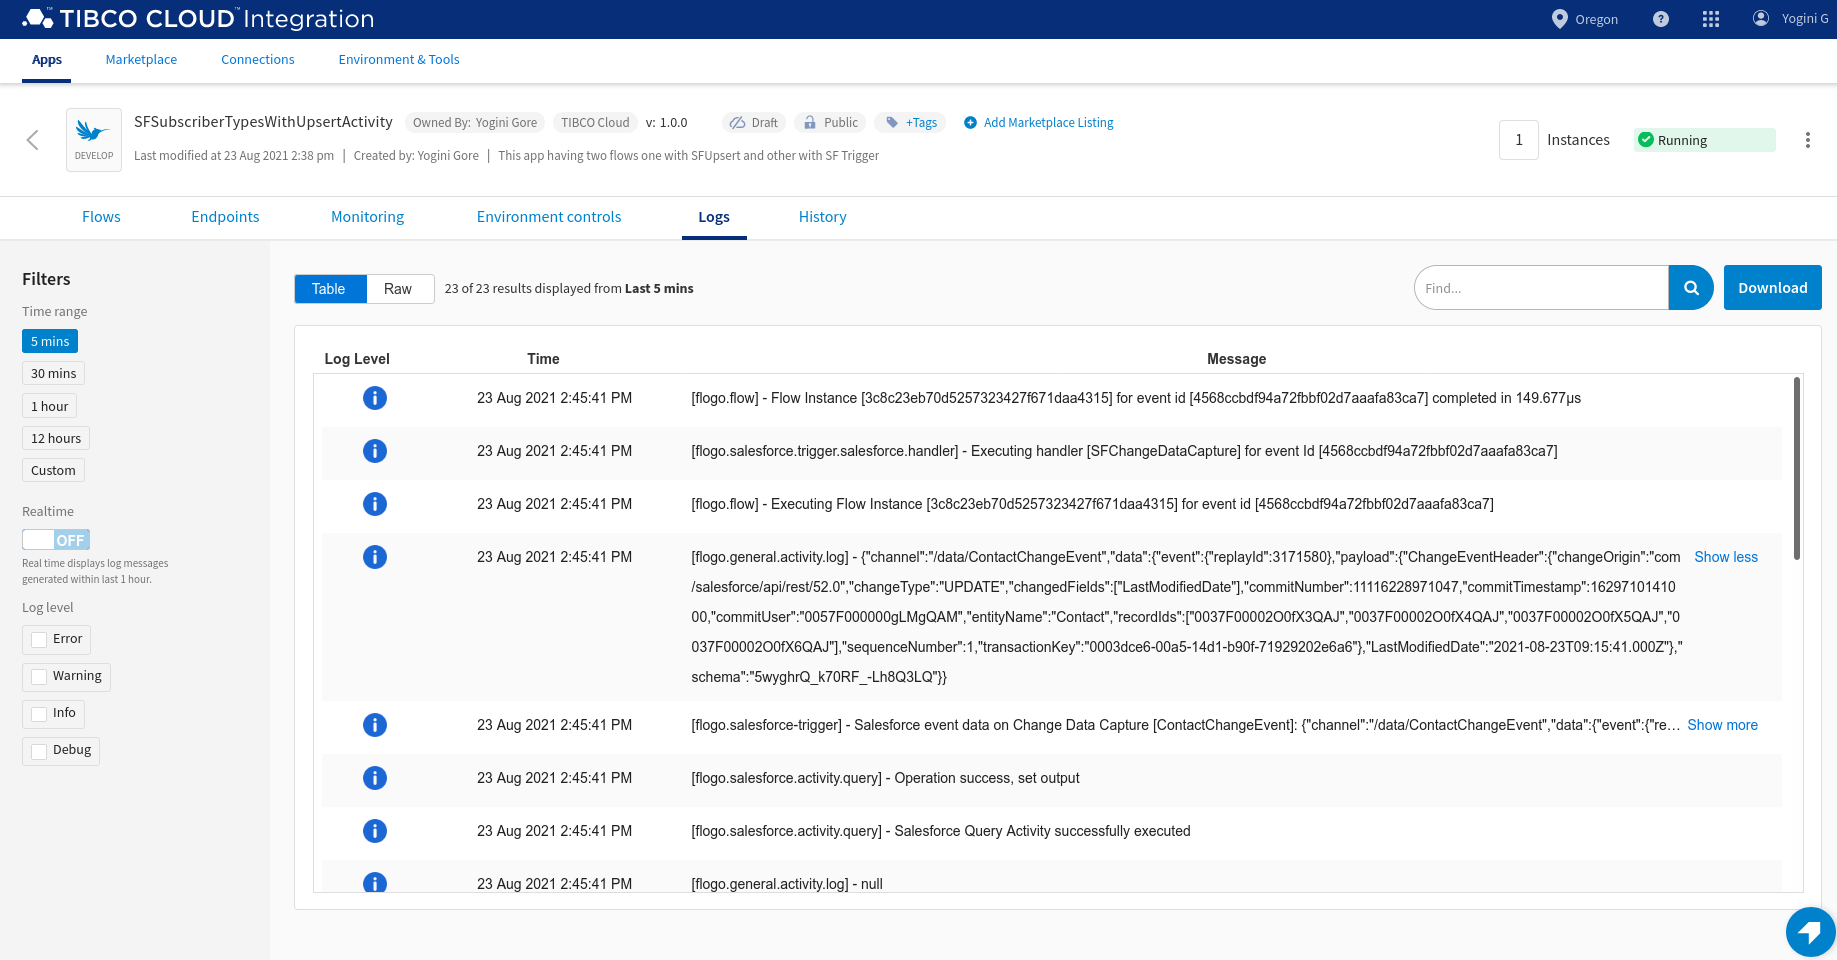 TIBCO CLOUD™ Integration
Oregon
?
Yogini G
Apps
Marketplace
Connections
Environment & Tools
DEVELOP
SFSubscriberTypesWithUpsertActivity
Owned By: Yogini Gore
TIBCO Cloud
v: 1.0.0
Draft
Public
+Tags
Add Marketplace Listing
Last modified at 23 Aug 2021 2:38 pm | Created by: Yogini Gore | This app having two flows one with SFUpsert and other with SF Trigger
1
Instances
Running
Flows
Endpoints
Monitoring
Environment controls
Logs
History
Filters
Time range
5 mins
30 mins
1 hour
12 hours
Custom
Realtime
OFF
Real time displays log messages
generated within last 1 hour.
Log level
Error
Warning
Info
Debug
Table
Raw
23 of 23 results displayed from Last 5 mins
Find...
Download
Log Level
Time
Message
23 Aug 2021 2:45:41 PM
[flogo.flow] - Flow Instance [3c8c23eb70d5257323427f671daa4315] for event id [4568ccbdf94a72fbbf02d7aaafa83ca7] completed in 149.677µs
23 Aug 2021 2:45:41 PM
[flogo.salesforce.trigger.salesforce.handler] - Executing handler [SFChangeDataCapture] for event Id [4568ccbdf94a72fbbf02d7aaafa83ca7]
23 Aug 2021 2:45:41 PM
[flogo.flow] - Executing Flow Instance [3c8c23eb70d5257323427f671daa4315] for event id [4568ccbdf94a72fbbf02d7aaafa83ca7]
23 Aug 2021 2:45:41 PM
[flogo.general.activity.log] - {"channel":"/data/ContactChangeEvent","data":{"event":{"replayId":3171580},"payload":{"ChangeEventHeader":{"changeOrigin":"com
Show less
/salesforce/api/rest/52.0","changeType":"UPDATE","changedFields":["LastModifiedDate"],"commitNumber":11116228971047,"commitTimestamp":16297101410
00,"commitUser":"0057F000000gLMgQAM","entityName":"Contact","recordIds":["0037F00002O0fX3QAJ","0037F00002O0fX4QAJ","0037F00002O0fX5QAJ","0
037F00002O0fX6QAJ"],"sequenceNumber":1,"transactionKey":"0003dce6-00a5-14d1-b90f-71929202e6a6"},"LastModifiedDate":"2021-08-23T09:15:41.000Z"},"
schema":"5wyghrQ_k70RF_-Lh8Q3LQ"}}
23 Aug 2021 2:45:41 PM
[flogo.salesforce-trigger] - Salesforce event data on Change Data Capture [ContactChangeEvent]: {"channel":"/data/ContactChangeEvent","data":{"event":{"re...
Show more
23 Aug 2021 2:45:41 PM
[flogo.salesforce.activity.query] - Operation success, set output
23 Aug 2021 2:45:41 PM
[flogo.salesforce.activity.query] - Salesforce Query Activity successfully executed
23 Aug 2021 2:45:41 PM
[flogo.general.activity.log] - null